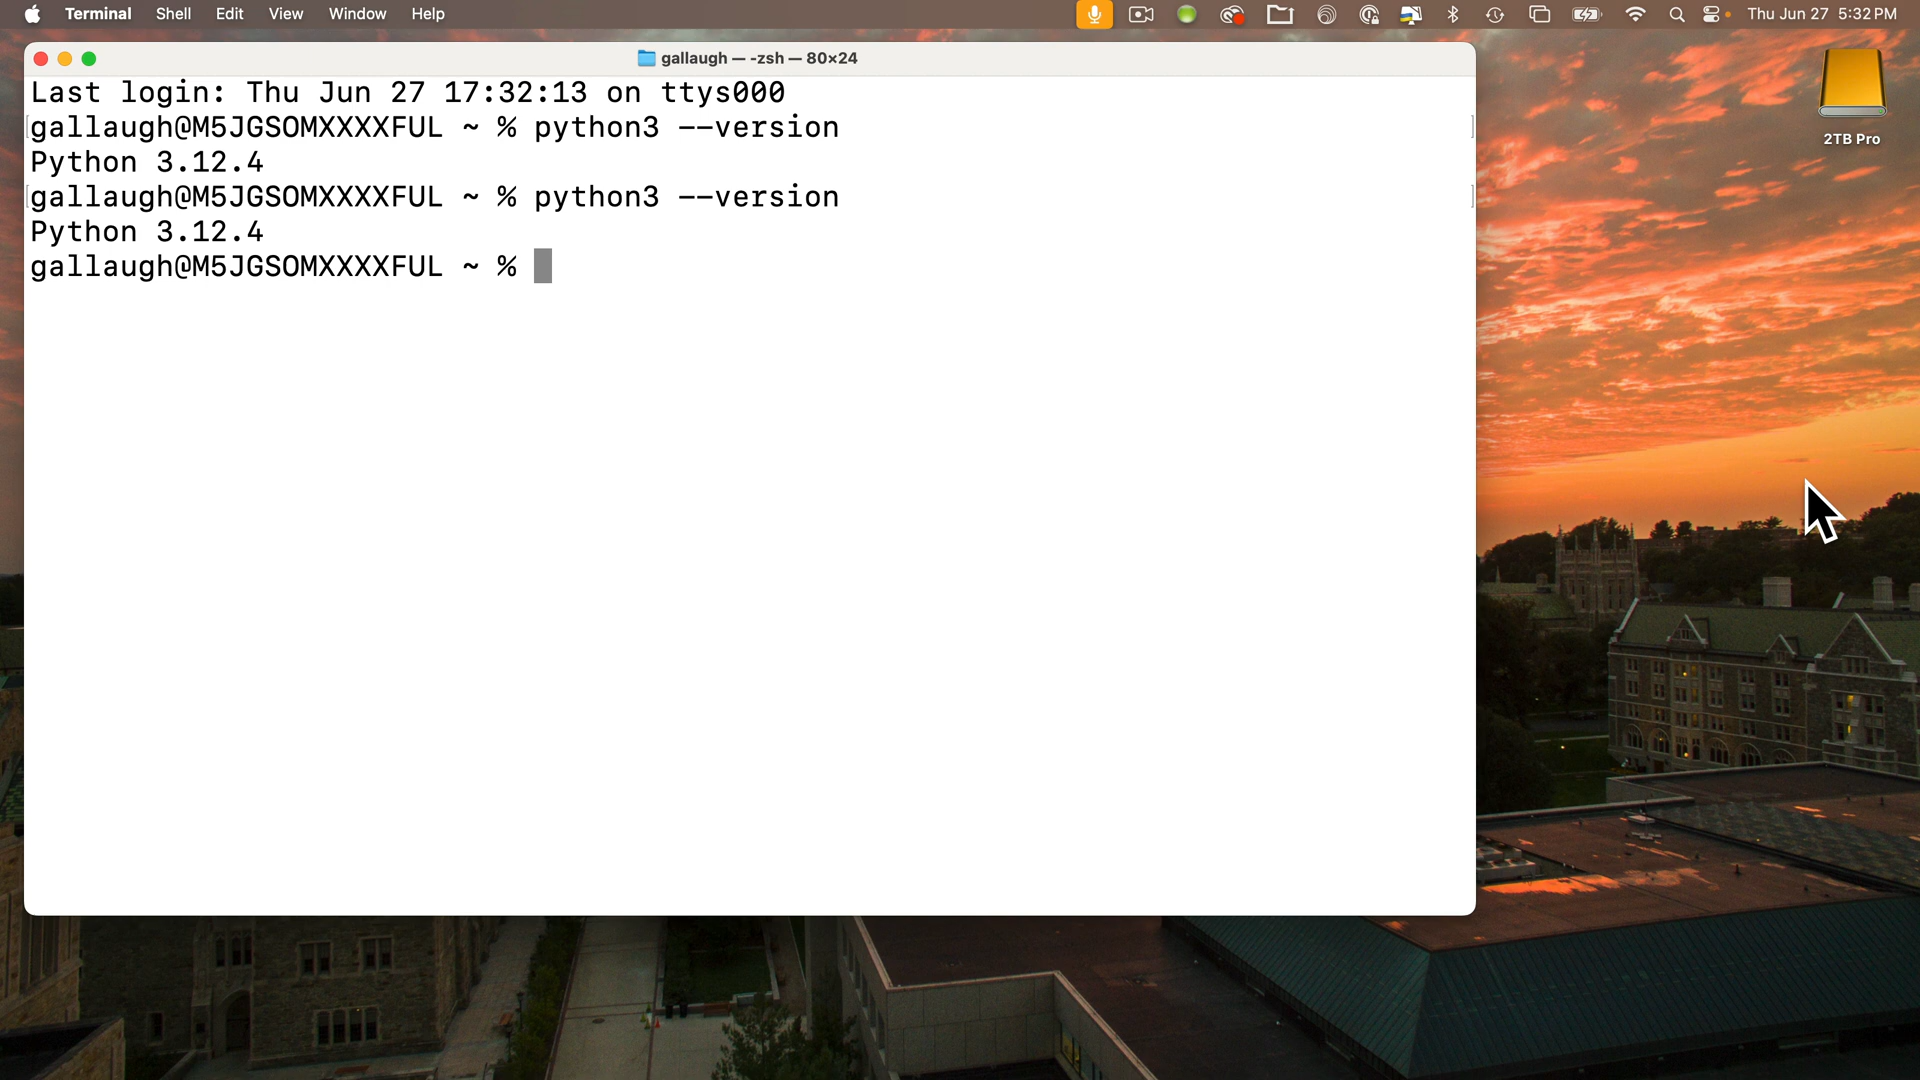 Terminal Shell Edit View Window Help Thu Jun 27 5:32 PM
gallaugh — -zsh — 80×24
Last login: Thu Jun 27 17:32:13 on ttys000
gallaugh@M5JGSOMXXXXFUL ~ % python3 --version
Python 3.12.4
gallaugh@M5JGSOMXXXXFUL ~ % python3 --version
Python 3.12.4
gallaugh@M5JGSOMXXXXFUL ~ %
2TB Pro